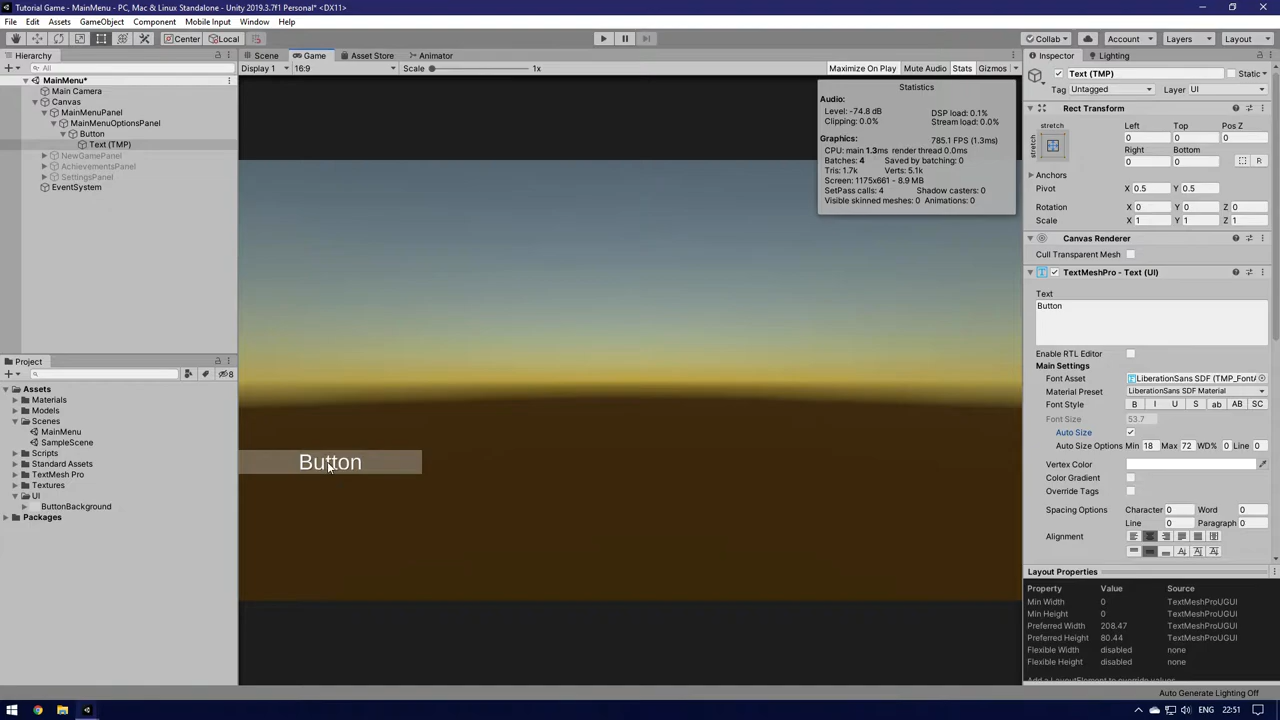 Tutorial Game - MainMenu - PC, Mac & Linux Standalone - Unity 2019.3.7f1 Personal* <DX11>
File Edit Assets GameObject Component Mobile Input Window Help
Center Local Collab Account Layers Layout
Hierarchy
All
MainMenu*
Main Camera
Canvas
MainMenuPanel
MainMenuOptionsPanel
Button
Text (TMP)
NewGamePanel
AchievementsPanel
SettingsPanel
EventSystem
Project
8
Assets
Materials
Models
Scenes
MainMenu
SampleScene
Scripts
Standard Assets
TextMesh Pro
Textures
UI
ButtonBackground
Packages
Scene Game Asset Store Animator
Display 1 16:9 Scale 1x Maximize On Play Mute Audio Stats Gizmos
Statistics
Audio:
Level: -74.8 dB DSP load: 0.1%
Clipping: 0.0% Stream load: 0.0%
Graphics: 785.1 FPS (1.3ms)
CPU: main 1.3ms render thread 0.0ms
Batches: 4 Saved by batching: 0
Tris: 1.7k Verts: 5.1k
Screen: 1175x661 - 8.9 MB
SetPass calls: 4 Shadow casters: 0
Visible skinned meshes: 0 Animations: 0
Button
Inspector Lighting
Text (TMP) Static
Tag Untagged Layer UI
Rect Transform
stretch Left Top Pos Z
stretch 0 0 0
Right Bottom
0 0 R
Anchors
Pivot X 0.5 Y 0.5
Rotation X 0 Y 0 Z 0
Scale X 1 Y 1 Z 1
Canvas Renderer
Cull Transparent Mesh
TextMeshPro - Text (UI)
Text
Button
Enable RTL Editor
Main Settings
Font Asset LiberationSans SDF (TMP_FontA
Material Preset LiberationSans SDF Material
Font Style B I U S ab AB SC
Font Size 53.7
Auto Size
Auto Size Options Min 18 Max 72 WD% 0 Line 0
Vertex Color
Color Gradient
Override Tags
Spacing Options Character 0 Word 0
Line 0 Paragraph 0
Alignment
Layout Properties
Property Value Source
Min Width 0 TextMeshProUGUI
Min Height 0 TextMeshProUGUI
Preferred Width 208.47 TextMeshProUGUI
Preferred Height 80.44 TextMeshProUGUI
Flexible Width disabled none
Flexible Height disabled none
Add a LayoutElement to override values
Auto Generate Lighting Off
ENG 22:51